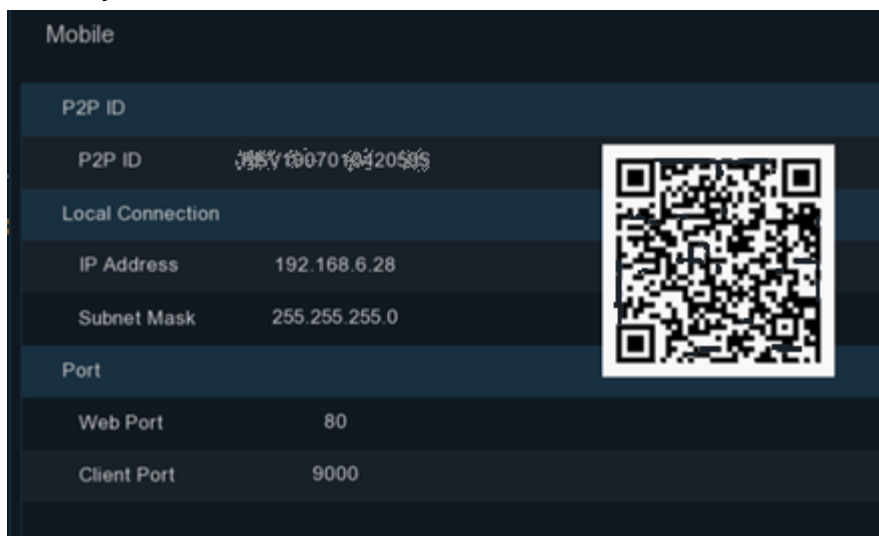 Mobile
P2P ID
P2P ID
Local Connection
IP Address 192.168.6.28
Subnet Mask 255.255.255.0
Port
Web Port 80
Client Port 9000